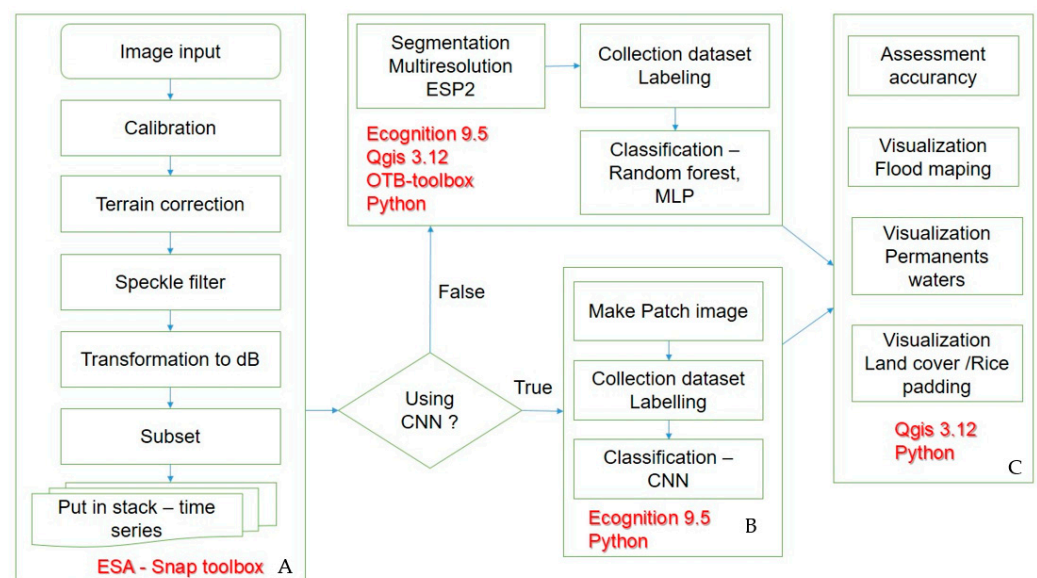 Image input
Calibration
Terrain correction
Speckle filter
Transformation to dB
Subset
Put in stack – time
series
ESA - Snap toolbox
A
Using
CNN ?
False
True
Segmentation
Multiresolution
ESP2
Collection dataset
Labeling
Classification –
Random forest,
MLP
Ecognition 9.5
Qgis 3.12
OTB-toolbox
Python
Make Patch image
Collection dataset
Labelling
Classification –
CNN
Ecognition 9.5
Python
B
Assessment
accurancy
Visualization
Flood maping
Visualization
Permanents
waters
Visualization
Land cover /Rice
padding
Qgis 3.12
Python
C